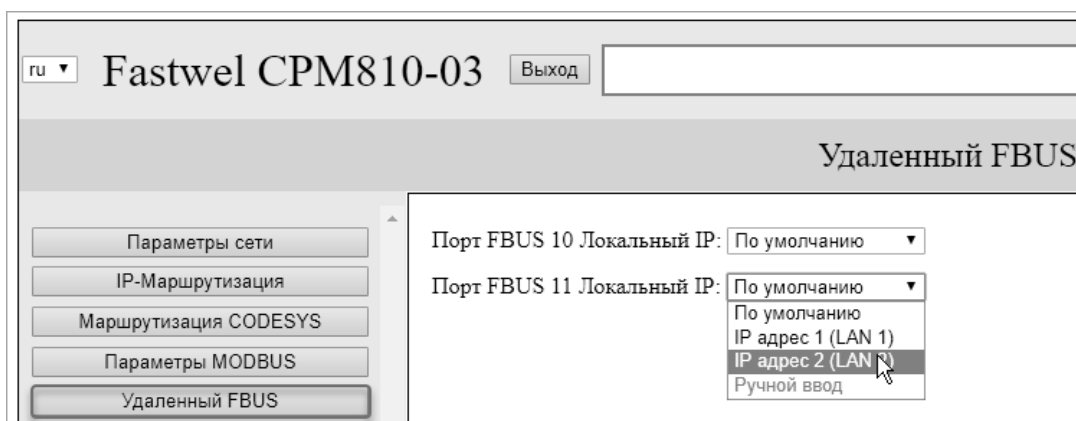 ru
Fastwel CPM810-03
Выход
Удаленный FBUS
Параметры сети
IP-Маршрутизация
Маршрутизация CODESYS
Параметры MODBUS
Удаленный FBUS
Порт FBUS 10 Локальный IP: По умолчанию
Порт FBUS 11 Локальный IP: По умолчанию
По умолчанию
IP адрес 1 (LAN 1)
IP адрес 2 (LAN 2)
Ручной ввод